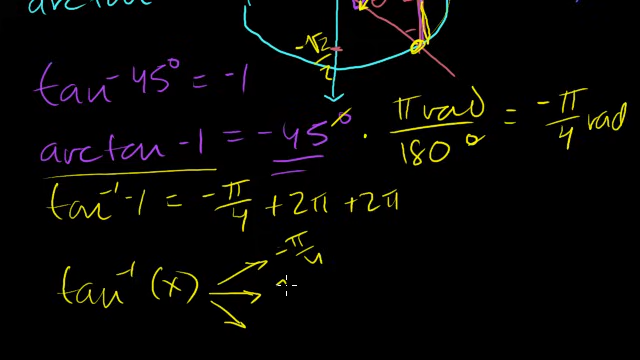 arctan
-√2/2
tan -45° = -1
arctan -1 = -45° · π rad/180° = -π/4 rad
tan⁻¹ -1 = -π/4 + 2π + 2π
-π/4
tan⁻¹ (x)